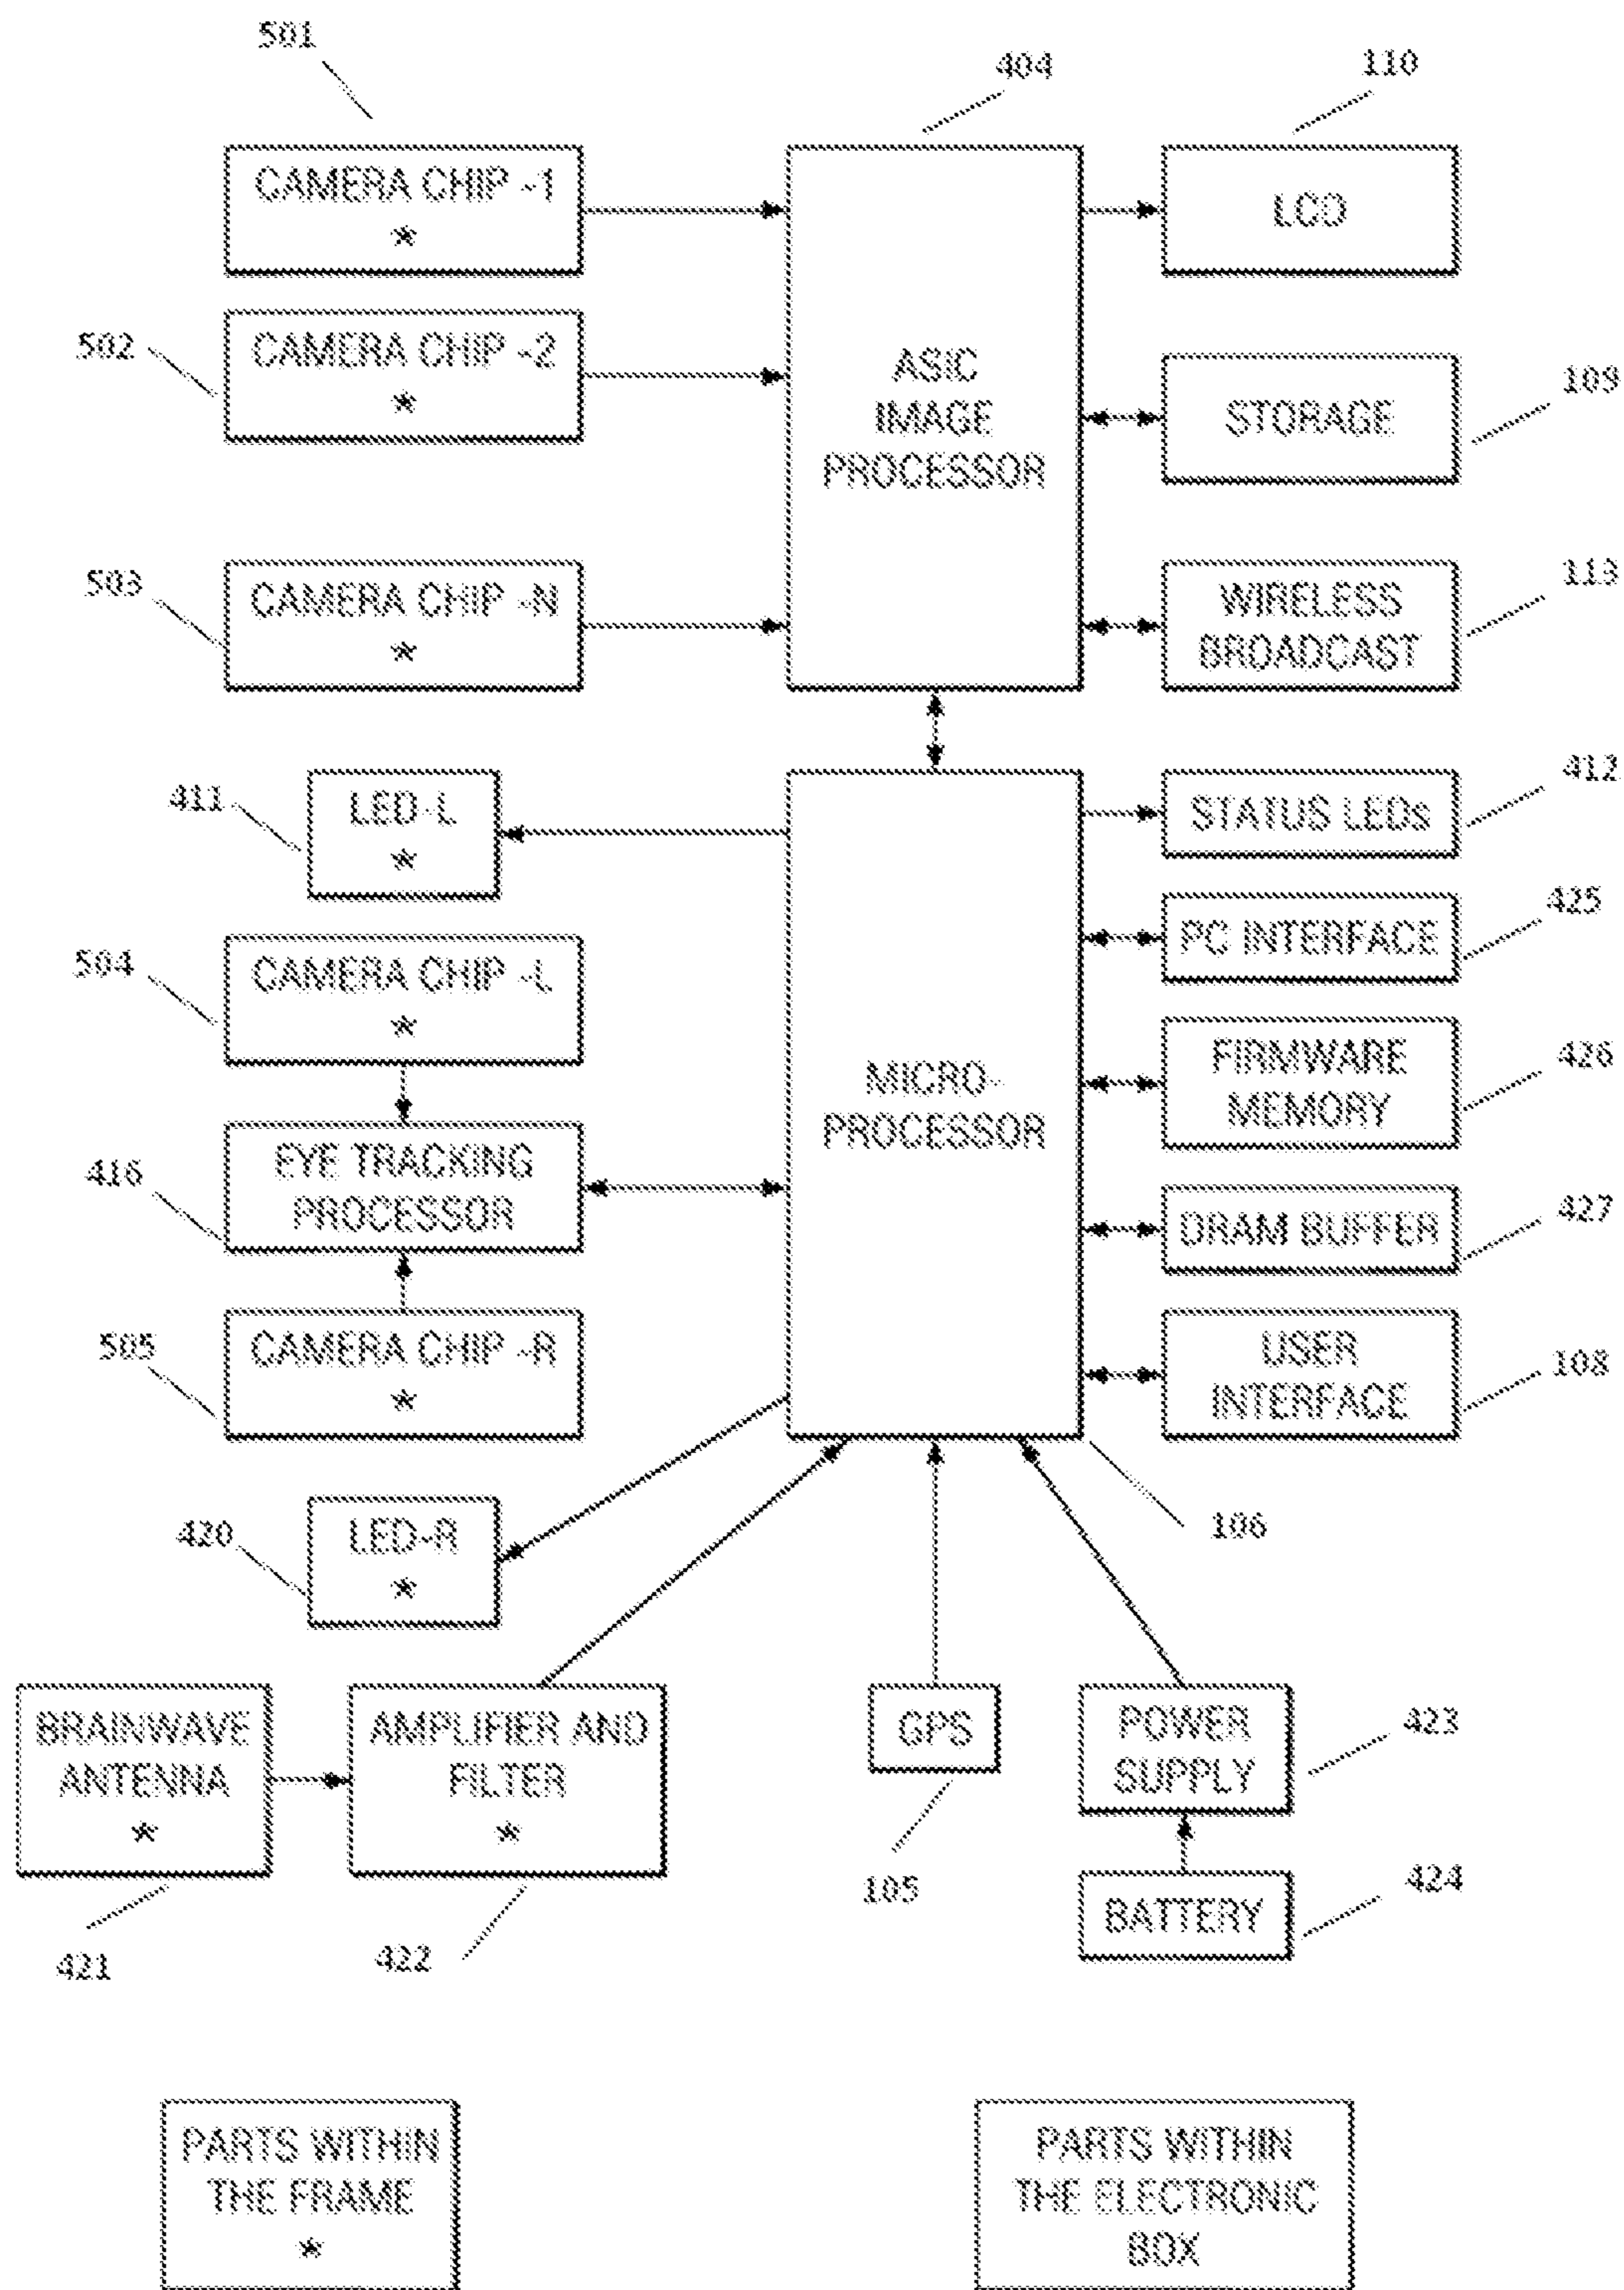 501
404
110
CAMERA CHIP -1
*
LCD
502
CAMERA CHIP -2
*
ASIC
IMAGE
PROCESSOR
STORAGE
109
503
CAMERA CHIP -N
*
WIRELESS
BROADCAST
113
411
LED-L
*
STATUS LEDs
412
PC INTERFACE
425
504
CAMERA CHIP -L
*
MICRO-
PROCESSOR
FIRMWARE
MEMORY
426
416
EYE TRACKING
PROCESSOR
DRAM BUFFER
427
505
CAMERA CHIP -R
*
USER
INTERFACE
108
106
420
LED-R
*
BRAINWAVE
ANTENNA
*
AMPLIFIER AND
FILTER
*
GPS
POWER
SUPPLY
423
421
422
105
BATTERY
424
PARTS WITHIN
THE FRAME
*
PARTS WITHIN
THE ELECTRONIC
BOX